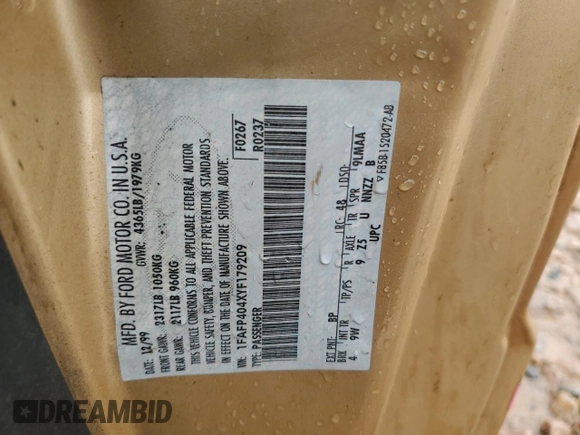 MFD. BY FORD MOTOR CO. IN U.S.A.
DATE: 12/99 GVWR: 4365LB/1979KG
FRONT GAWR: 2317LB 1050KG
REAR GAWR: 2117LB 960KG
THIS VEHICLE CONFORMS TO ALL APPLICABLE FEDERAL MOTOR
VEHICLE SAFETY, BUMPER, AND THEFT PREVENTION STANDARDS
IN EFFECT ON THE DATE OF MANUFACTURE SHOWN ABOVE.
VIN: 1FAFP404XYF179209 F0267
TYPE: PASSENGER R0237
EXT PNT: BP RC: 48 DSO:
BRK INT TR TP/PS R AXLE TR SPR 9LMAA
4 9W 9 Z5 U NNZZ B
UPC
F85B-1520472-AB
DREAMBID